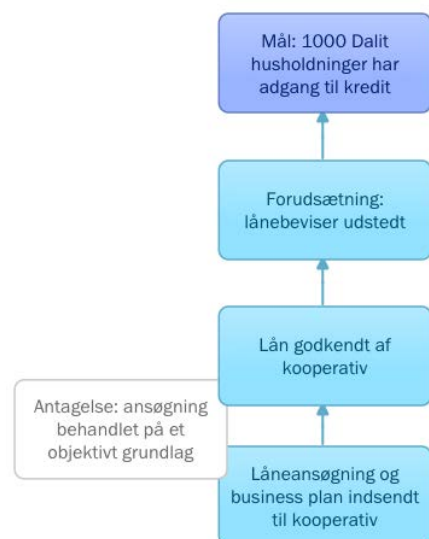 Mål: 1000 Dalit
husholdninger har
adgang til kredit
Forudsætning:
lånebeviser udstedt
Lån godkendt af
kooperativ
Antagelse: ansøgning
behandlet på et
objektivt grundlag
Låneansøgning og
business plan indsendt
til kooperativ